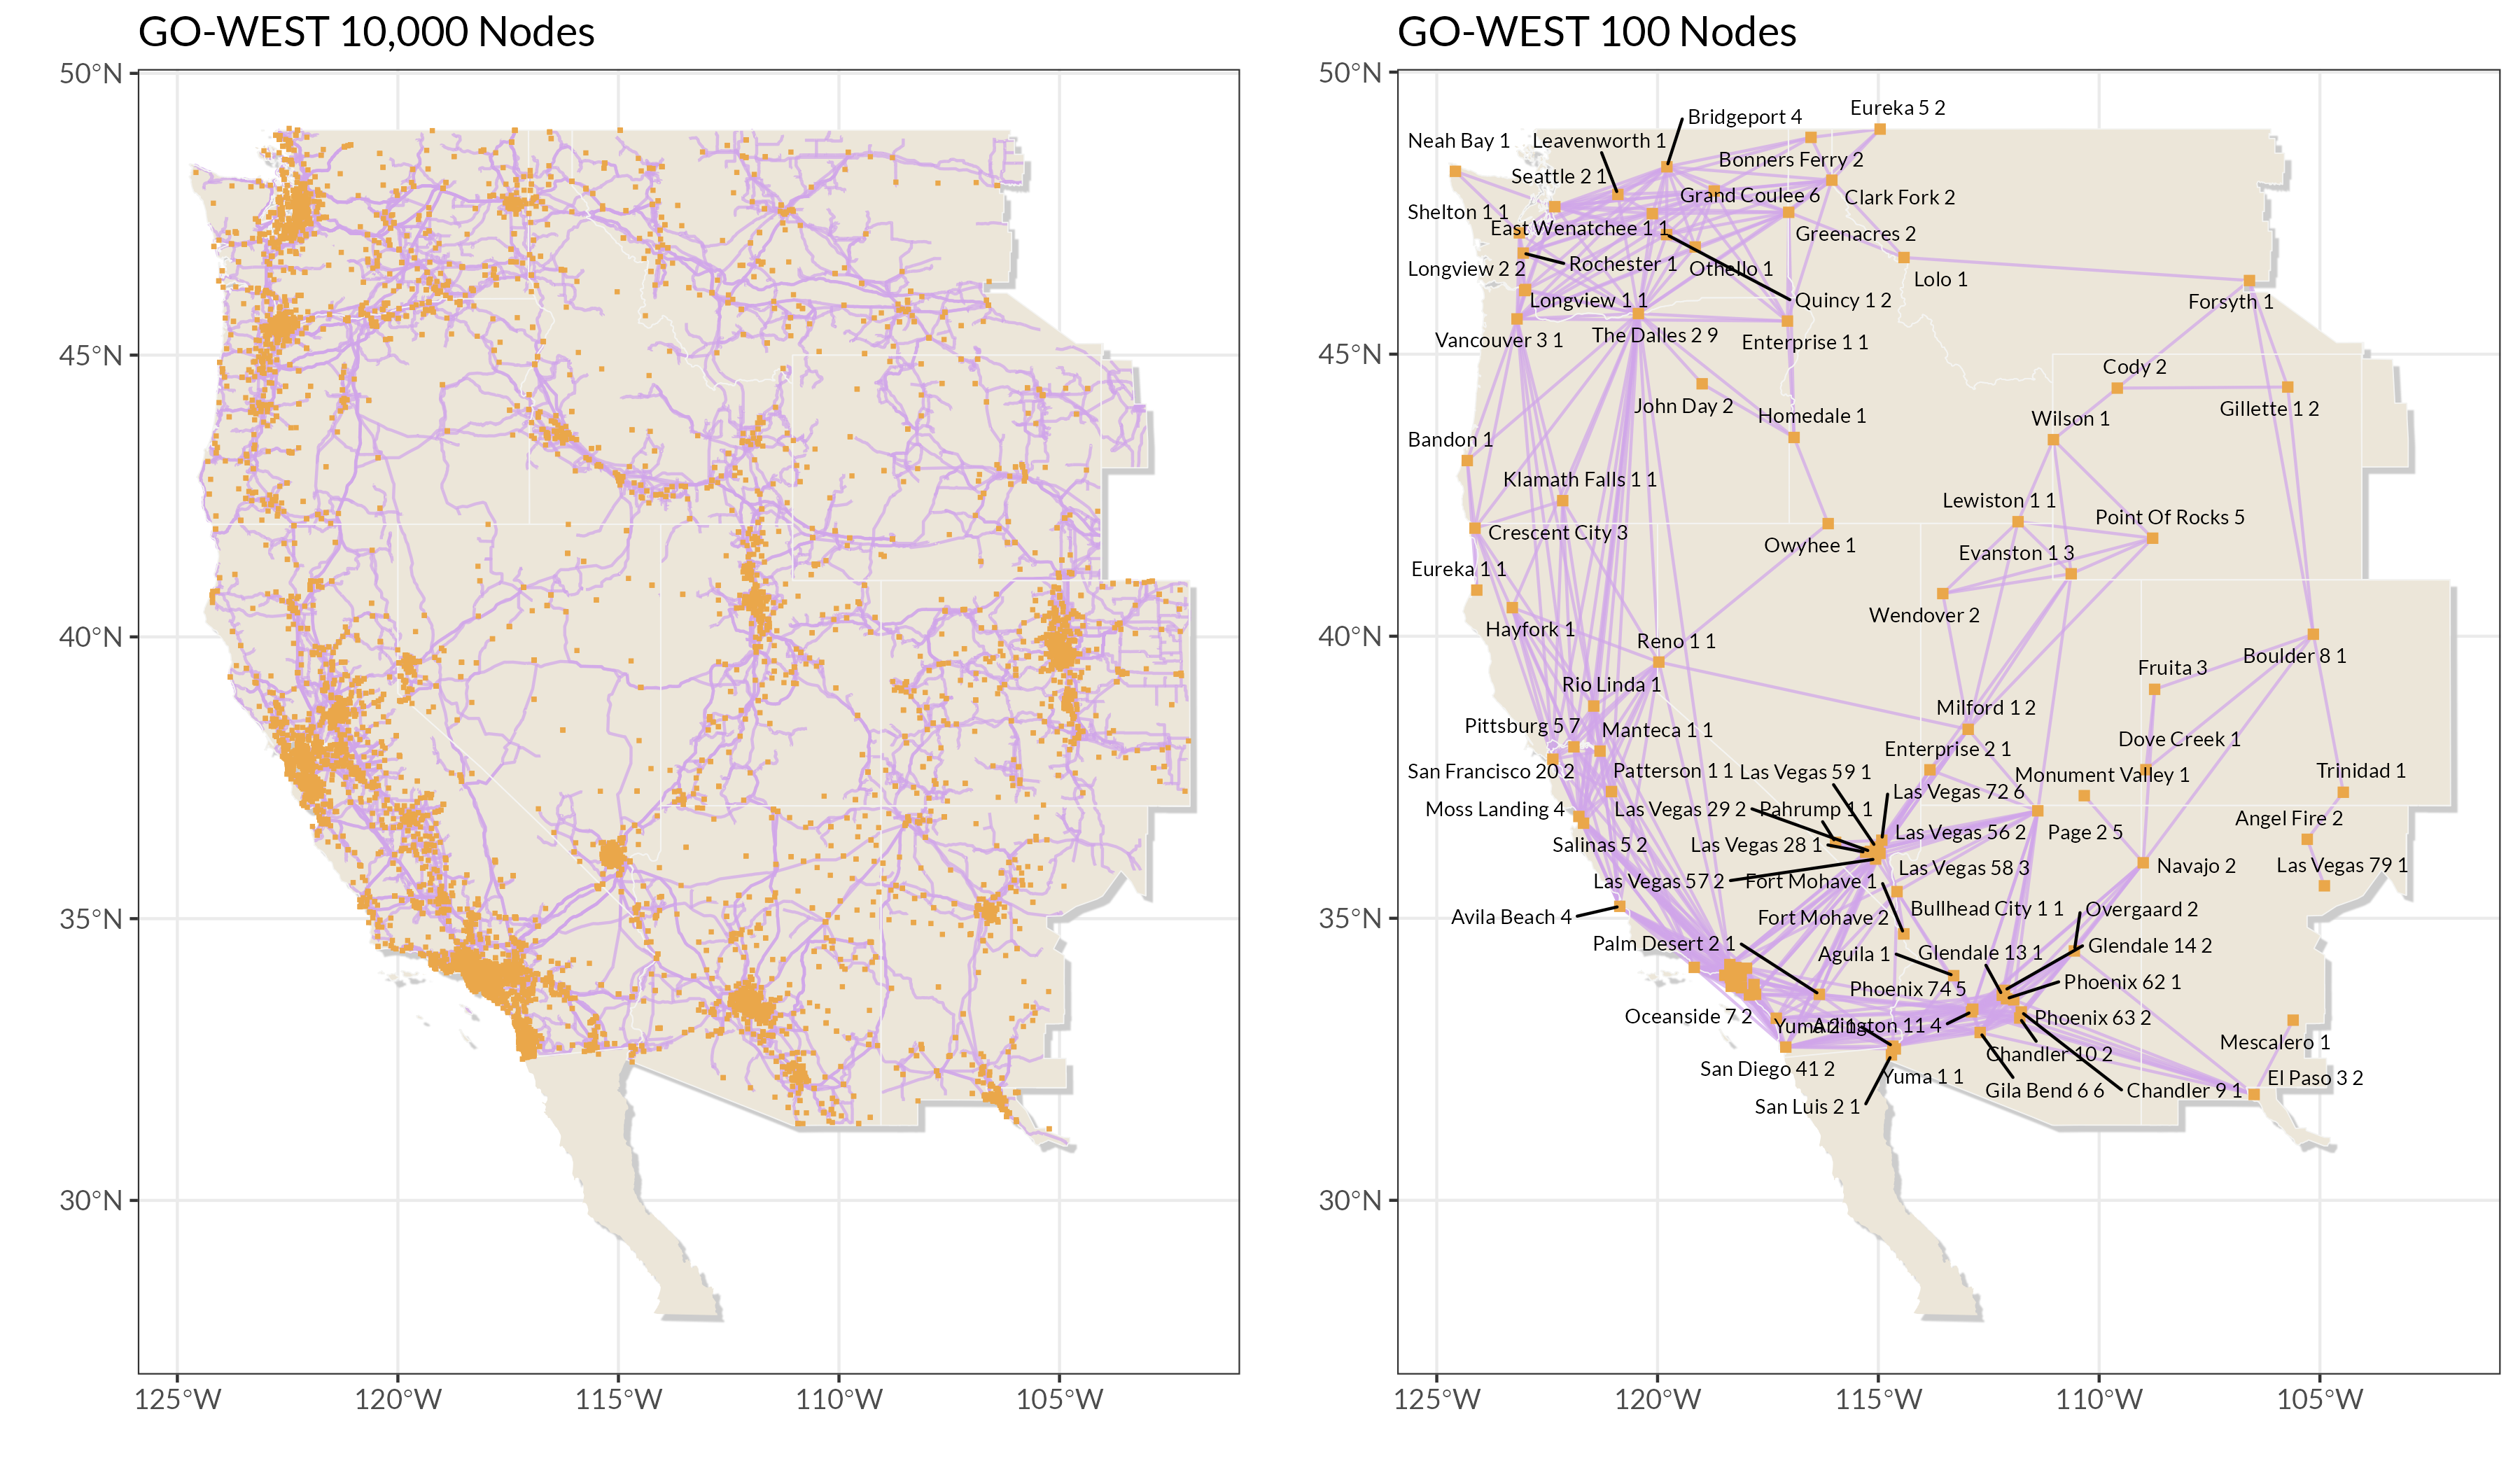 GO-WEST 10,000 Nodes
50°N
45°N
40°N
35°N
30°N
125°W
120°W
115°W
110°W
105°W
GO-WEST 100 Nodes
50°N
45°N
40°N
35°N
30°N
125°W
120°W
115°W
110°W
105°W
Eureka 5 2
Bridgeport 4
Neah Bay 1
Leavenworth 1
Bonners Ferry 2
Seattle 2 1
Grand Coulee 6
Clark Fork 2
Shelton 1 1
East Wenatchee 1 1
Greenacres 2
Longview 2 2
Rochester 1
Othello 1
Lolo 1
Longview 1 1
Quincy 1 2
Forsyth 1
Vancouver 3 1
The Dalles 2 9
Enterprise 1 1
Cody 2
John Day 2
Homedale 1
Wilson 1
Gillette 1 2
Bandon 1
Klamath Falls 1 1
Lewiston 1 1
Point Of Rocks 5
Crescent City 3
Owyhee 1
Evanston 1 3
Eureka 1 1
Wendover 2
Hayfork 1
Reno 1 1
Boulder 8 1
Fruita 3
Rio Linda 1
Milford 1 2
Pittsburg 5 7
Manteca 1 1
Enterprise 2 1
Dove Creek 1
San Francisco 20 2
Patterson 1 1
Las Vegas 59 1
Monument Valley 1
Trinidad 1
Las Vegas 72 6
Moss Landing 4
Las Vegas 29 2
Pahrump 1 1
Angel Fire 2
Las Vegas 56 2
Page 2 5
Salinas 5 2
Las Vegas 28 1
Las Vegas 58 3
Navajo 2
Las Vegas 79 1
Las Vegas 57 2
Fort Mohave 1
Avila Beach 4
Fort Mohave 2
Bullhead City 1 1
Overgaard 2
Palm Desert 2 1
Aguila 1
Glendale 13 1
Glendale 14 2
Phoenix 74 5
Phoenix 62 1
Oceanside 7 2
Yuma 2 1
Arlington 11 4
Phoenix 63 2
Mescalero 1
San Diego 41 2
Yuma 1 1
Chandler 10 2
El Paso 3 2
San Luis 2 1
Gila Bend 6 6
Chandler 9 1